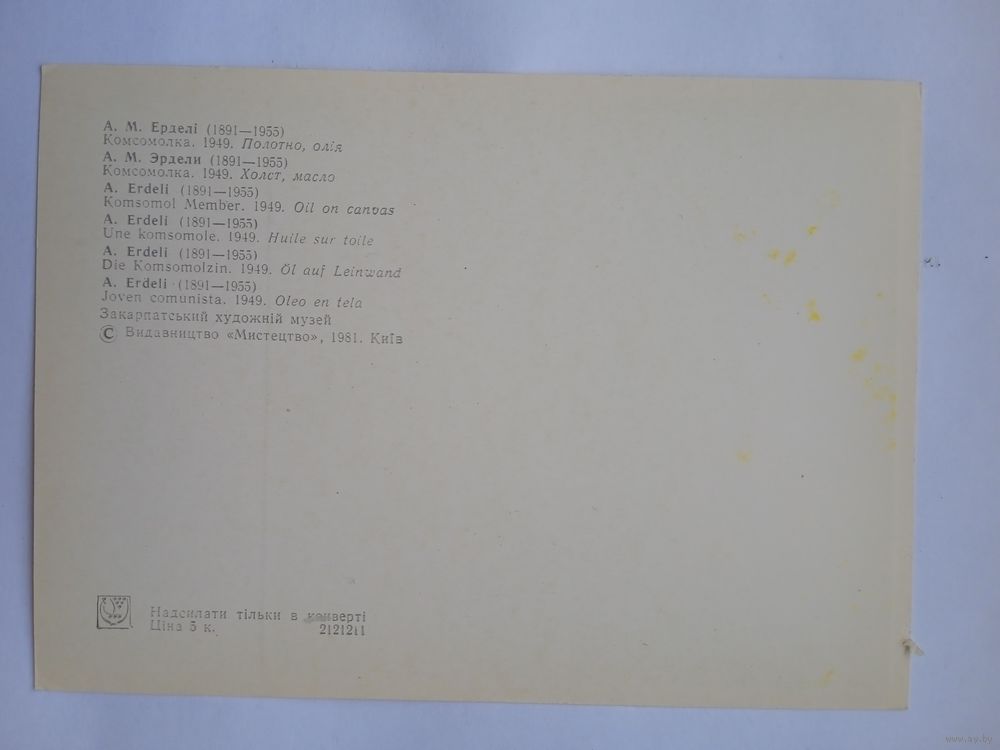 А. М. Ерделі (1891—1955)
Комсомолка. 1949. Полотно, олія
А. М. Эрдели (1891—1955)
Комсомолка. 1949. Холст, масло
A. Erdeli (1891—1955)
Komsomol Member. 1949. Oil on canvas
A. Erdeli (1891—1955)
Une komsomole. 1949. Huile sur toile
A. Erdeli (1891—1955)
Die Komsomolzin. 1949. Öl auf Leinwand
A. Erdeli (1891—1955)
Joven comunista. 1949. Oleo en tela
Закарпатський художній музей
© Видавництво «Мистецтво», 1981. Київ
Надсилати тільки в конверті
Ціна 5 к. 2121211
www.ay.by